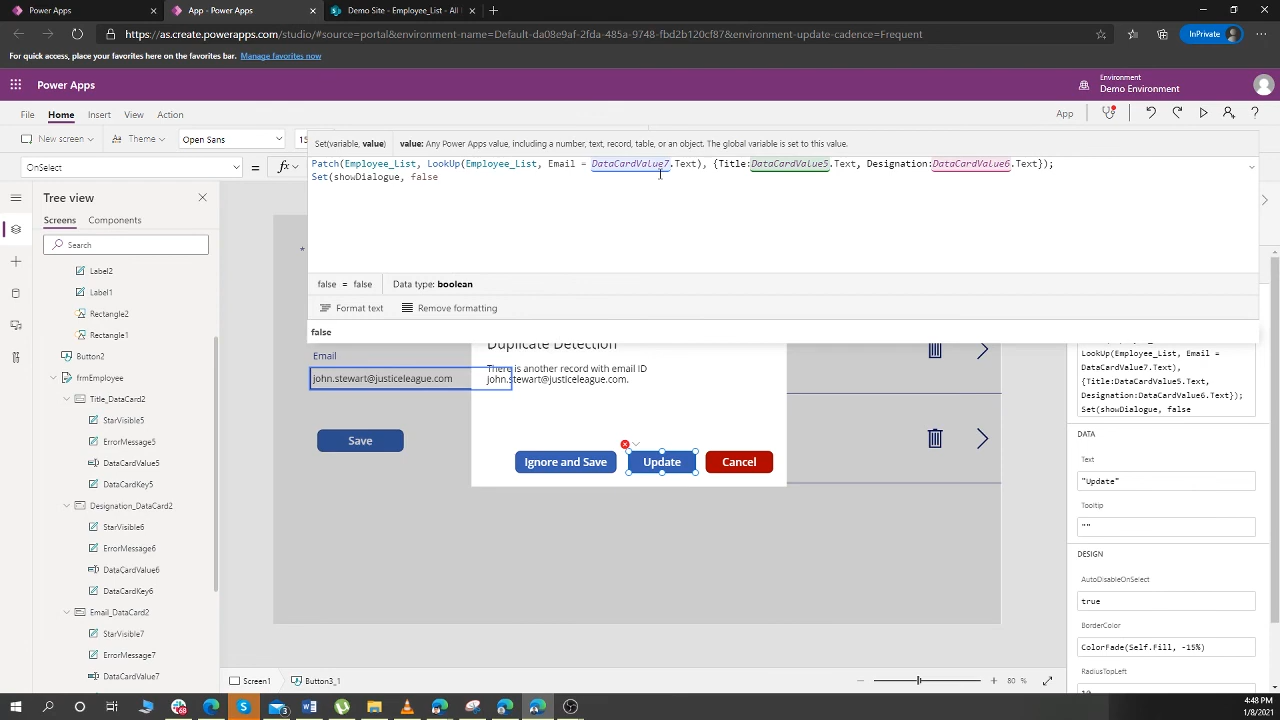 Power Apps
App - Power Apps
Demo Site - Employee_List - All
https://as.create.powerapps.com/studio/#source=portal&environment-name=Default-da08e9af-2fda-485a-9748-fbd2b120cf87&environment-update-cadence=Frequent
InPrivate
For quick access, place your favorites here on the favorites bar. Manage favorites now
Power Apps
Environment
Demo Environment
File Home Insert View Action
App
New screen
Theme
Open Sans
15
Set(variable, value)
value: Any Power Apps value, including a number, text, record, table, or an object. The global variable is set to this value.
OnSelect
=
fx
Patch(Employee_List, LookUp(Employee_List, Email = DataCardValue7.Text), {Title:DataCardValue5.Text, Designation:DataCardValue6.Text});
Set(showDialogue, false
false = false
Data type: boolean
Format text
Remove formatting
false
Tree view
Screens
Components
Search
Label2
Label1
Rectangle2
Rectangle1
Button2
frmEmployee
Title_DataCard2
StarVisible5
ErrorMessage5
DataCardValue5
DataCardKey5
Designation_DataCard2
StarVisible6
ErrorMessage6
DataCardValue6
DataCardKey6
Email_DataCard2
StarVisible7
ErrorMessage7
DataCardValue7
*
Email
john.stewart@justiceleague.com
Save
Duplicate Detection
There is another record with email ID
john.stewart@justiceleague.com.
Ignore and Save
Update
Cancel
LookUp(Employee_List, Email =
DataCardValue7.Text),
{Title:DataCardValue5.Text,
Designation:DataCardValue6.Text});
Set(showDialogue, false
DATA
Text
"Update"
Tooltip
""
DESIGN
AutoDisableOnSelect
true
BorderColor
ColorFade(Self.Fill, -15%)
RadiusTopLeft
10
Screen1
Button3_1
80 %
4:48 PM
1/8/2021